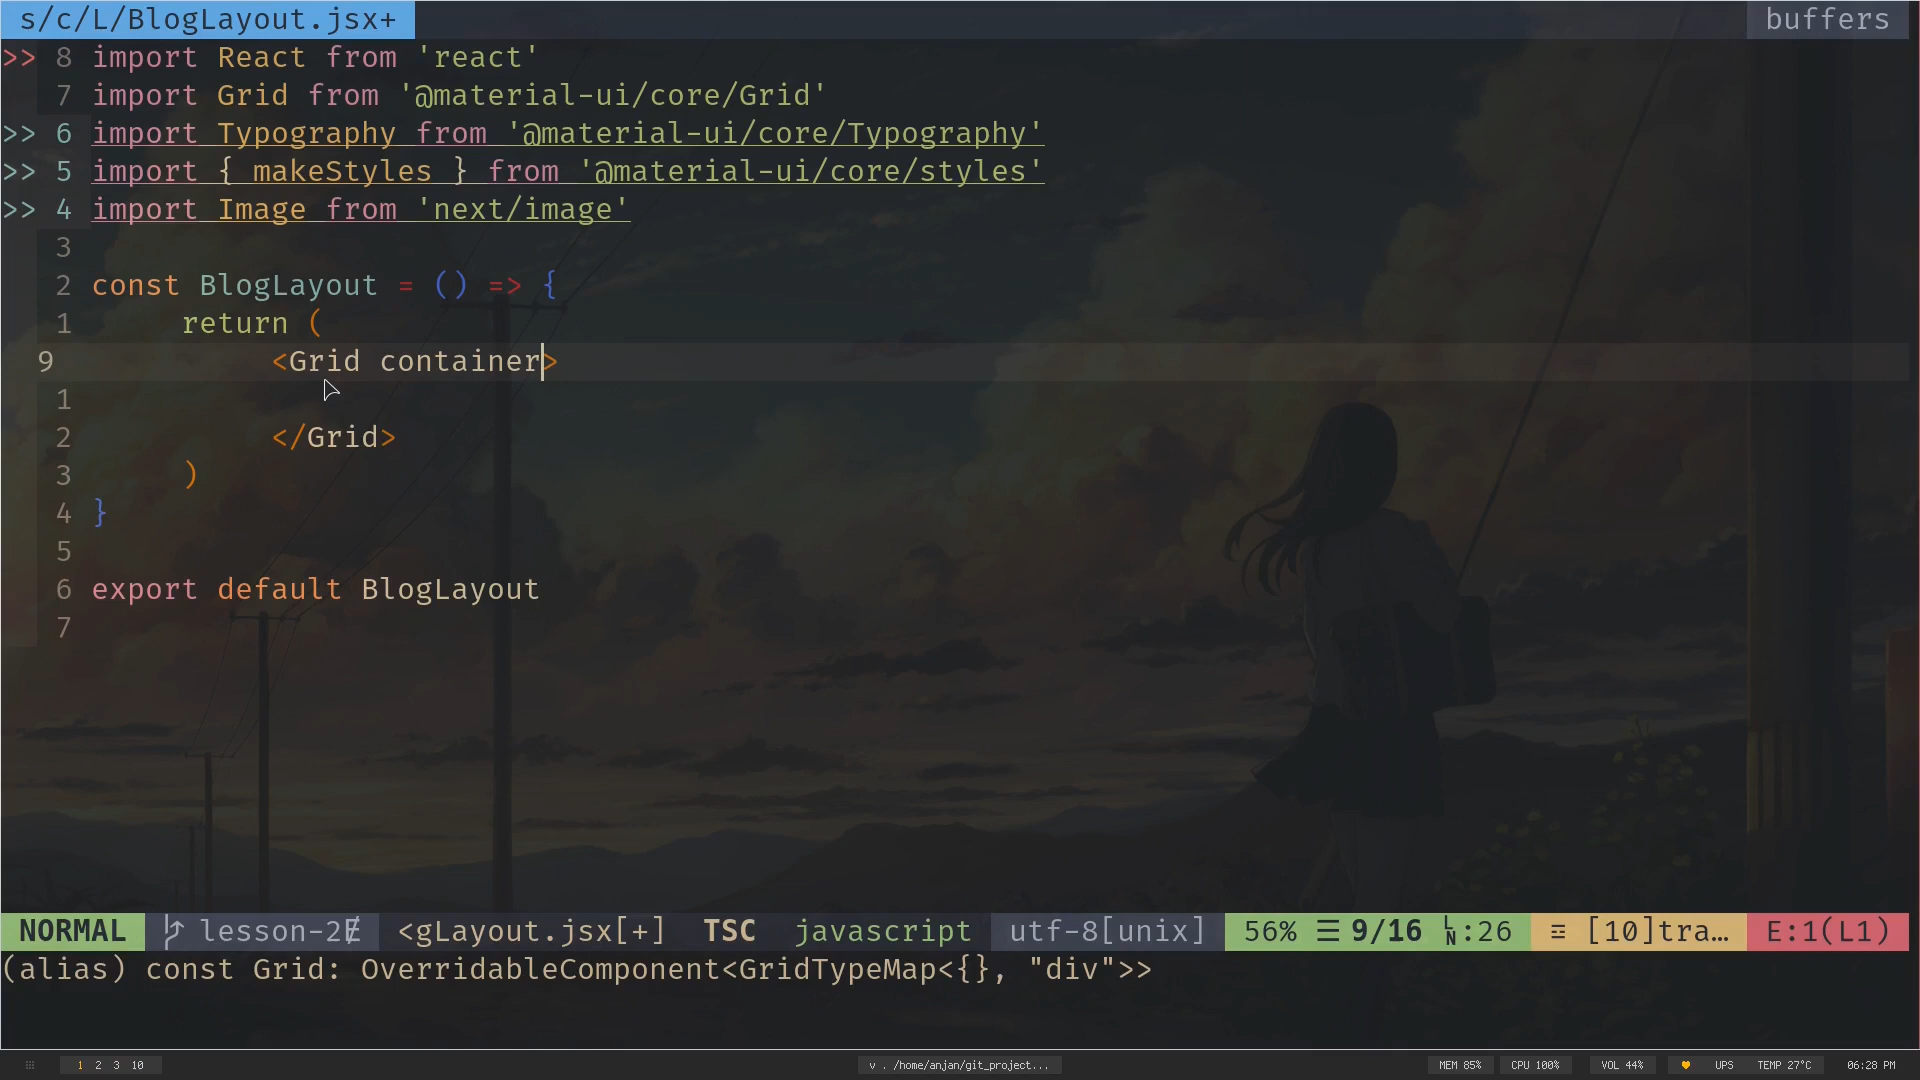 s/c/L/BlogLayout.jsx+ buffers
>> 8 import React from 'react'
7 import Grid from '@material-ui/core/Grid'
>> 6 import Typography from '@material-ui/core/Typography'
>> 5 import { makeStyles } from '@material-ui/core/styles'
>> 4 import Image from 'next/image'
3
2 const BlogLayout = () => {
1 return (
9 <Grid container>
1
2 </Grid>
3 )
4 }
5
6 export default BlogLayout
7
NORMAL lesson-2Ɇ <gLayout.jsx[+] TSC javascript utf-8[unix] 56% ☰ 9/16 LN:26 ☲ [10]tra… E:1(L1)
(alias) const Grid: OverridableComponent<GridTypeMap<{}, "div">>
1 2 3 10 v . /home/anjan/git_project... MEM 85% CPU 100% VOL 44% UPS TEMP 27°C 06:28 PM